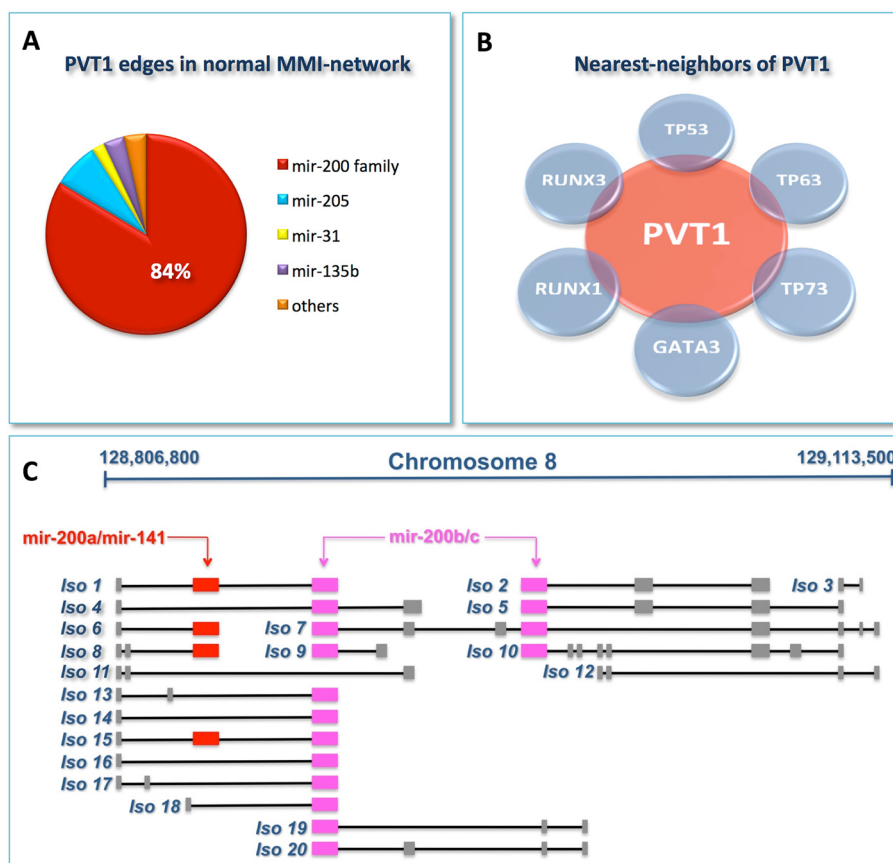 A
PVT1 edges in normal MMI-network
84%
mir-200 family
mir-205
mir-31
mir-135b
others
B
Nearest-neighbors of PVT1
TP53
RUNX3
TP63
PVT1
RUNX1
TP73
GATA3
C
128,806,800 Chromosome 8 129,113,500
mir-200a/mir-141 mir-200b/c
Iso 1 Iso 2 Iso 3
Iso 4 Iso 5
Iso 6 Iso 7
Iso 8 Iso 9 Iso 10
Iso 11 Iso 12
Iso 13
Iso 14
Iso 15
Iso 16
Iso 17
Iso 18
Iso 19
Iso 20